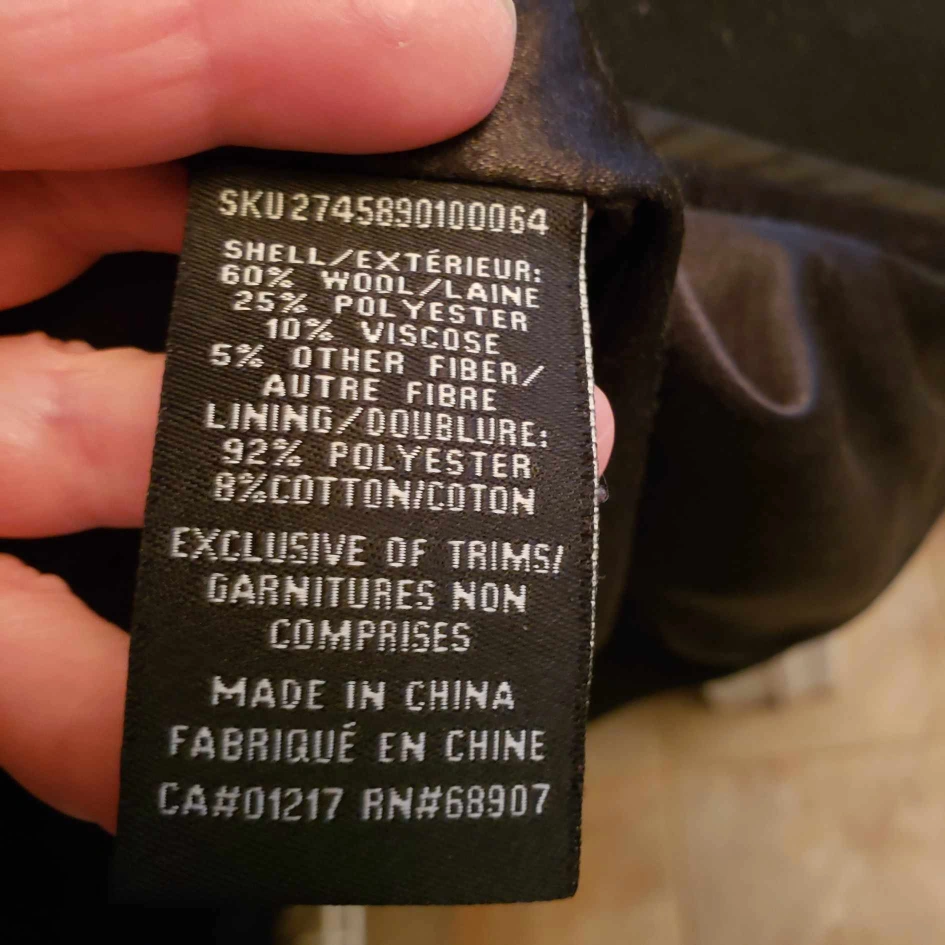 SKU2745890100064
SHELL/EXTÉRIEUR:
60% WOOL/LAINE
25% POLYESTER
10% VISCOSE
5% OTHER FIBER/
AUTRE FIBRE
LINING/DOUBLURE:
92% POLYESTER
8%COTTON/COTON
EXCLUSIVE OF TRIMS/
GARNITURES NON
COMPRISES
MADE IN CHINA
FABRIQUÉ EN CHINE
CA#01217 RN#68907